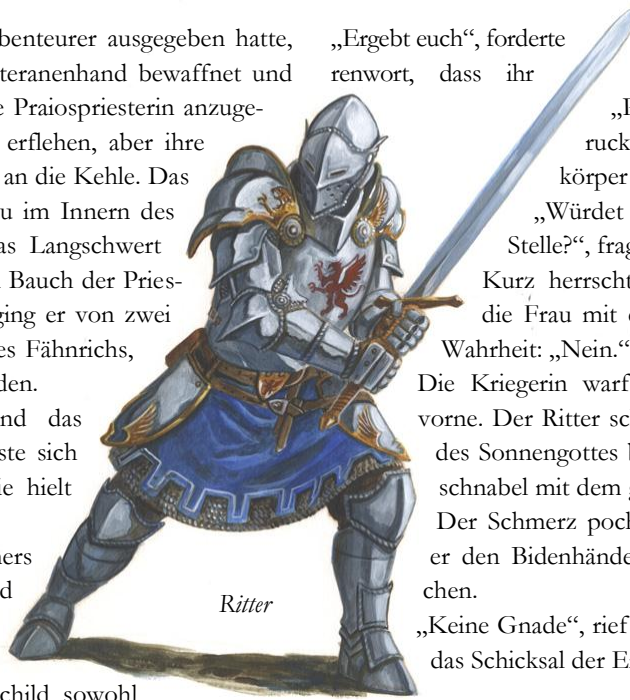 benteurer ausgegeben hatte,
teranenhand bewaffnet und
e Praiospriesterin anzuge-
erflehen, aber ihre
an die Kehle. Das
u im Innern des
as Langschwert
Bauch der Pries-
ging er von zwei
es Fähnrichs,
den.
nd das
ste sich
ie hielt
ners
d
child sowohl
Ritter
„Ergebt euch“, forderte
renwort, dass ihr
ruck
körper
„Würdet
Stelle?“, frag
Kurz herrscht
die Frau mit
Wahrheit: „Nein.“
Die Kriegerin warf
vorne. Der Ritter sc
des Sonnengottes
schnabel mit dem
Der Schmerz poch
er den Bidenhände
chen.
„Keine Gnade“, rief
das Schicksal der E